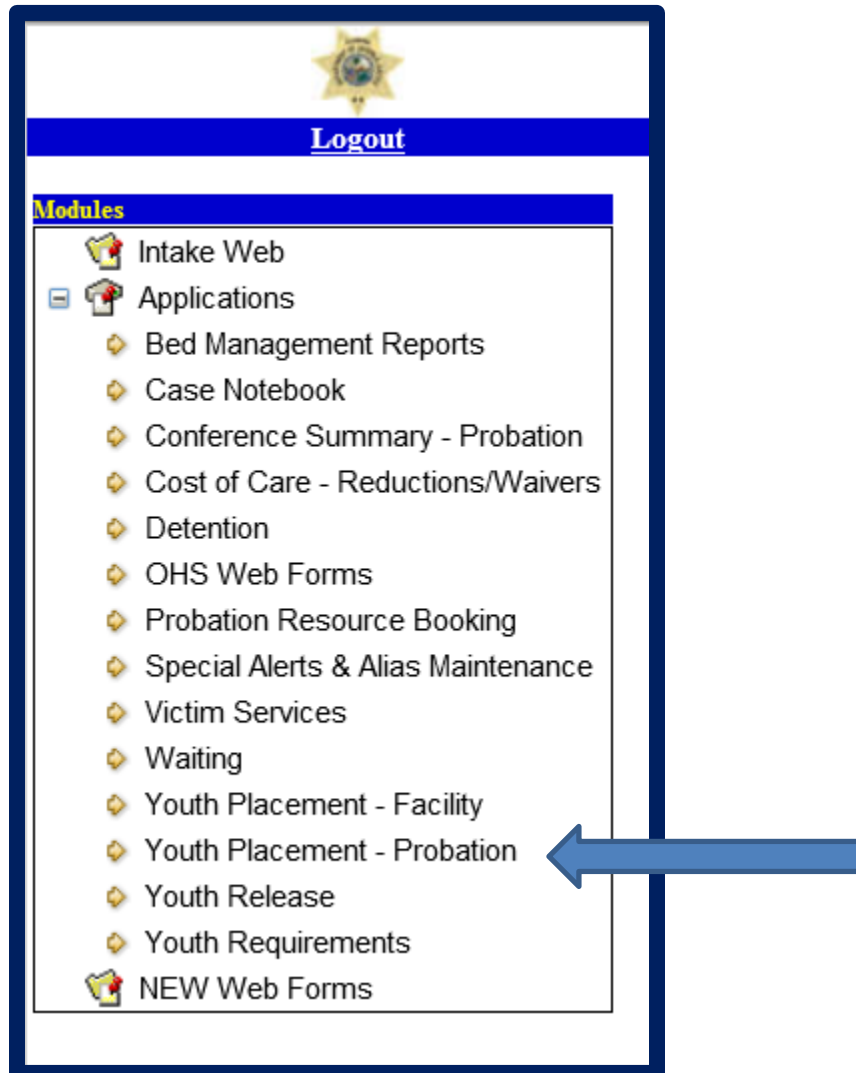 Logout
Modules
Intake Web
Applications
Bed Management Reports
Case Notebook
Conference Summary - Probation
Cost of Care - Reductions/Waivers
Detention
OHS Web Forms
Probation Resource Booking
Special Alerts & Alias Maintenance
Victim Services
Waiting
Youth Placement - Facility
Youth Placement - Probation
Youth Release
Youth Requirements
NEW Web Forms